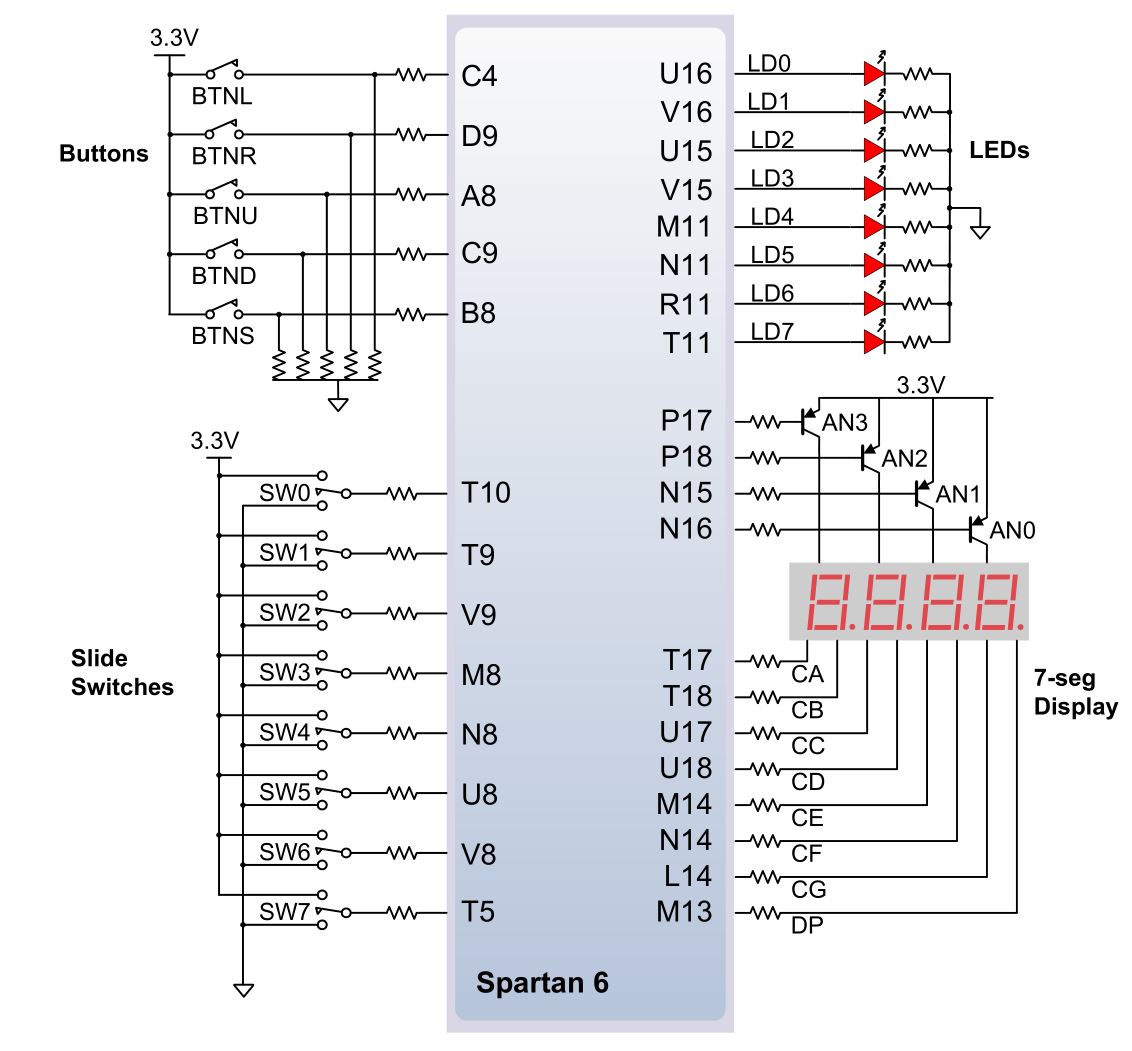 3.3V
BTNL
BTNR
BTNU
BTND
BTNS
Buttons
C4
D9
A8
C9
B8
3.3V
SW0
SW1
SW2
SW3
SW4
SW5
SW6
SW7
Slide
Switches
T10
T9
V9
M8
N8
U8
V8
T5
Spartan 6
U16
V16
U15
V15
M11
N11
R11
T11
LD0
LD1
LD2
LD3
LD4
LD5
LD6
LD7
LEDs
3.3V
P17
P18
N15
N16
AN3
AN2
AN1
AN0
8.8.8.8.
T17
T18
U17
U18
M14
N14
L14
M13
CA
CB
CC
CD
CE
CF
CG
DP
7-seg
Display